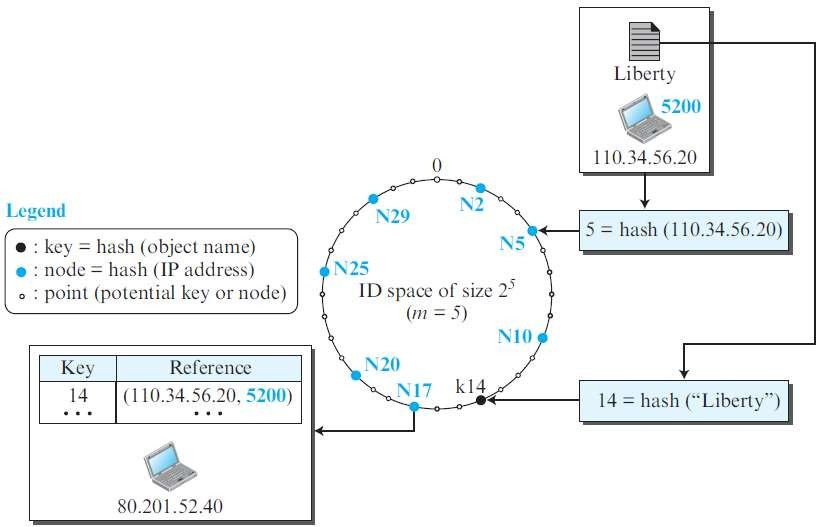 Liberty
5200
110.34.56.20
5 = hash (110.34.56.20)
0
N2
N5
N29
N25
N10
N20
N17
k14
ID space of size 2⁵
(m = 5)
Legend
: key = hash (object name)
: node = hash (IP address)
: point (potential key or node)
14 = hash (“Liberty”)
Key Reference
14 (110.34.56.20, 5200)
• • • • • •
80.201.52.40